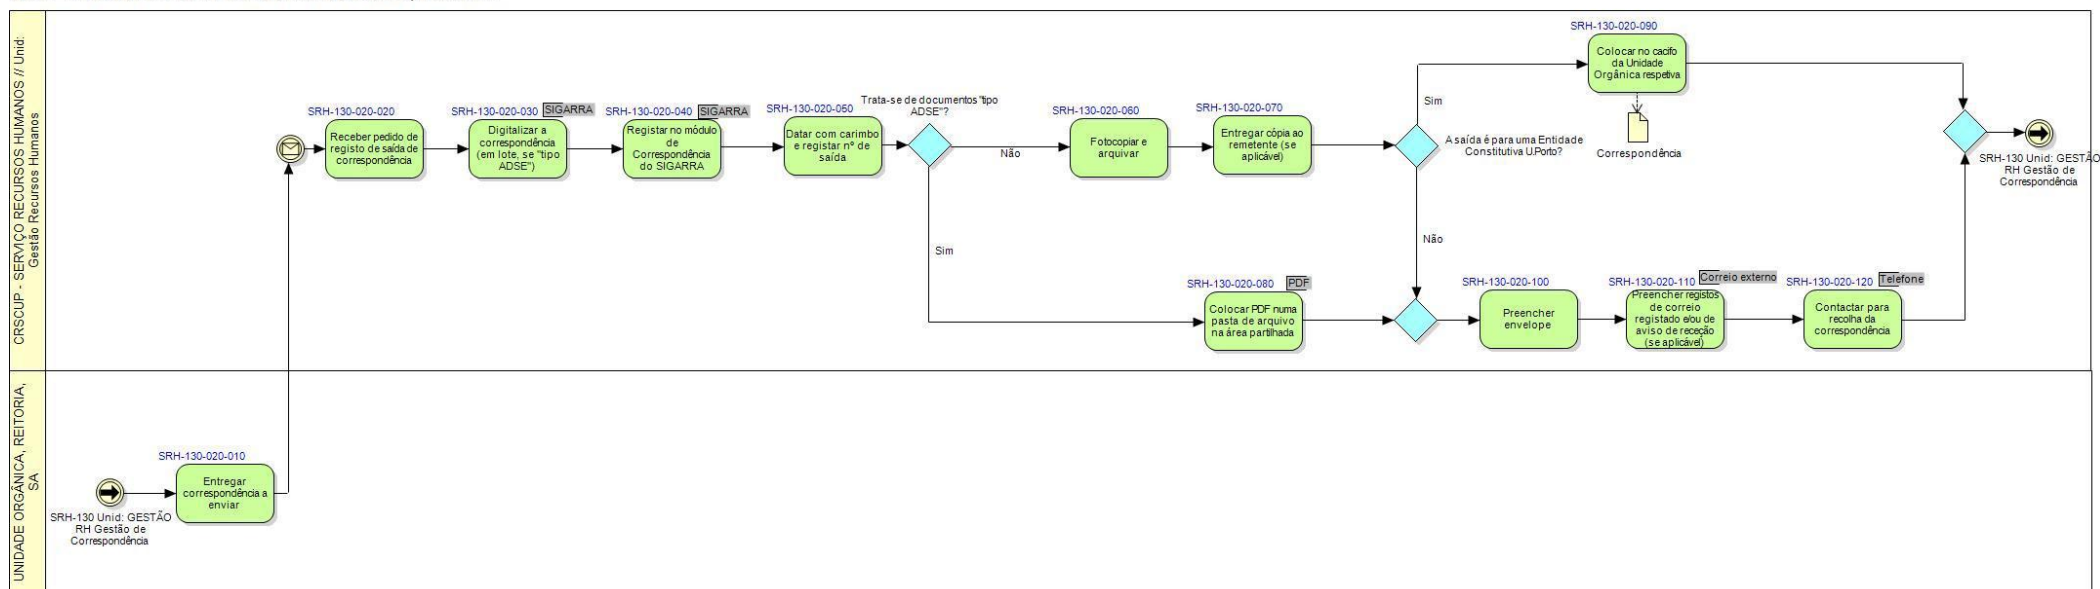 CRSCUP - SERVIÇO RECURSOS HUMANOS // Unid:
Gestão Recursos Humanos
SRH-130-020-020
Receber pedido de
registo de saída de
correspondência
SRH-130-020-030
SIGARRA
Digitalizar a
correspondência
(em lote, se "tipo
ADSE")
SRH-130-020-040
SIGARRA
Registar no módulo
de
Correspondência
do SIGARRA
SRH-130-020-050
Datar com carimbo
e registar nº de
saída
Trata-se de documentos "tipo
ADSE"?
Não
Sim
SRH-130-020-060
Fotocopiar e
arquivar
SRH-130-020-070
Entregar cópia ao
remetente (se
aplicável)
SRH-130-020-080
PDF
Colocar PDF numa
pasta de arquivo
na área partilhada
Sim
A saída é para uma Entidade
Constitutiva U.Porto?
Não
SRH-130-020-090
Colocar no cacifo
da Unidade
Orgânica respetiva
Correspondência
SRH-130-020-100
Preencher
envelope
SRH-130-020-110
Correio externo
Preencher registos
de correio
registado e/ou de
aviso de receção
(se aplicável)
SRH-130-020-120
Telefone
Contactar para
recolha da
correspondência
SRH-130 Unid: GESTÃO
RH Gestão de
Correspondência
UNIDADE ORGÂNICA, REITORIA,
SA
SRH-130 Unid: GESTÃO
RH Gestão de
Correspondência
SRH-130-020-010
Entregar
correspondência a
enviar